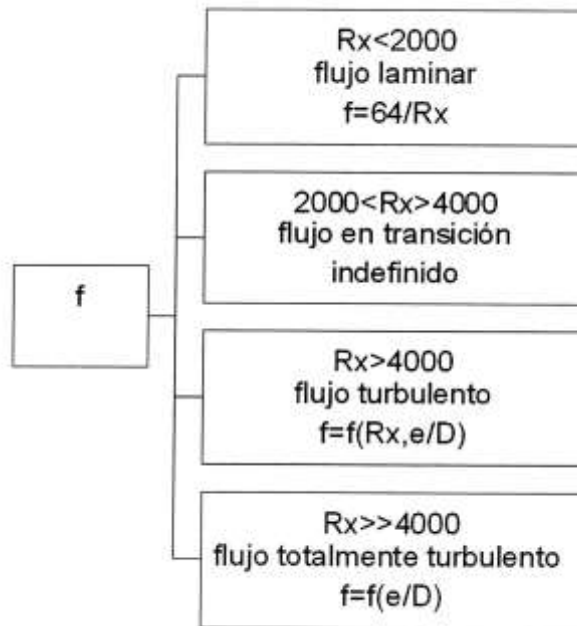 Rx<2000
flujo laminar
f=64/Rx
2000<Rx>4000
flujo en transición
indefinido
f
Rx>4000
flujo turbulento
f=f(Rx,e/D)
Rx>>4000
flujo totalmente turbulento
f=f(e/D)